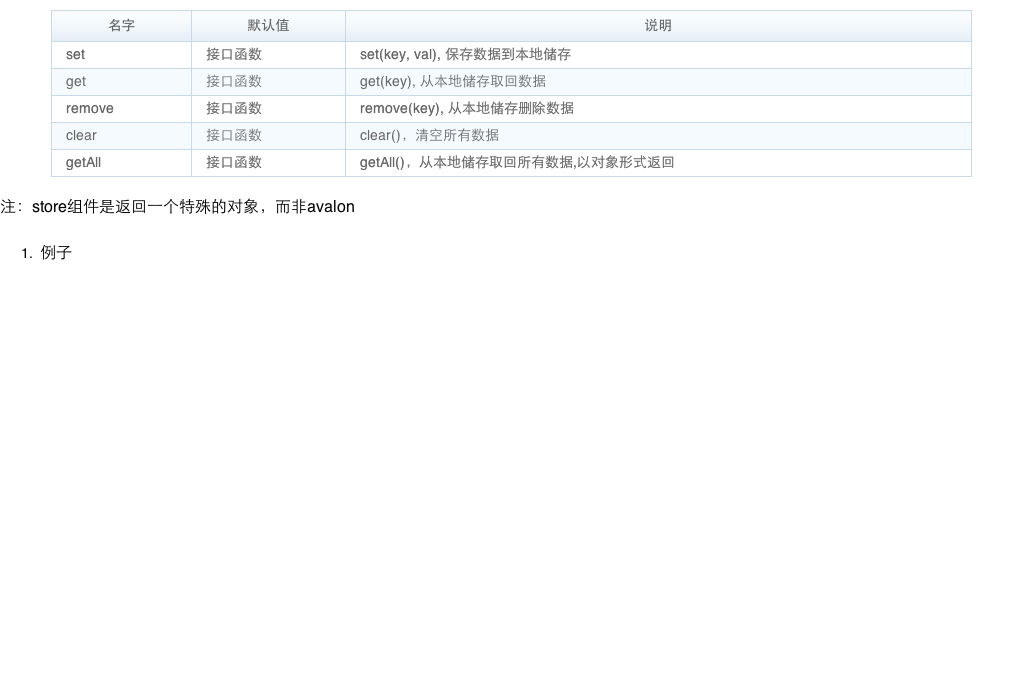 名字 默认值 说明
set 接口函数 set(key, val), 保存数据到本地储存
get 接口函数 get(key), 从本地储存取回数据
remove 接口函数 remove(key), 从本地储存删除数据
clear 接口函数 clear()，清空所有数据
getAll 接口函数 getAll()，从本地储存取回所有数据,以对象形式返回
注：store组件是返回一个特殊的对象，而非avalon
1. 例子